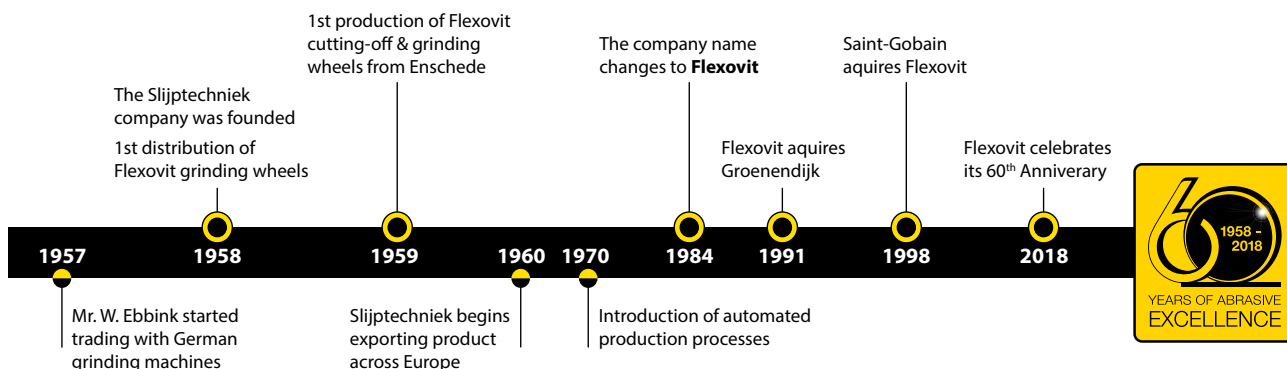 1st production of Flexovit
cutting-off & grinding
wheels from Enschede
The company name
changes to Flexovit
Saint-Gobain
aquires Flexovit
The Slijptechniek
company was founded
1st distribution of
Flexovit grinding wheels
Flexovit aquires
Groenendijk
Flexovit celebrates
its 60th Anniverary
1957
1958
1959
1960
1970
1984
1991
1998
2018
Mr. W. Ebbink started
trading with German
grinding machines
Slijptechniek begins
exporting product
across Europe
Introduction of automated
production processes
60
1958 -
2018
YEARS OF ABRASIVE
EXCELLENCE